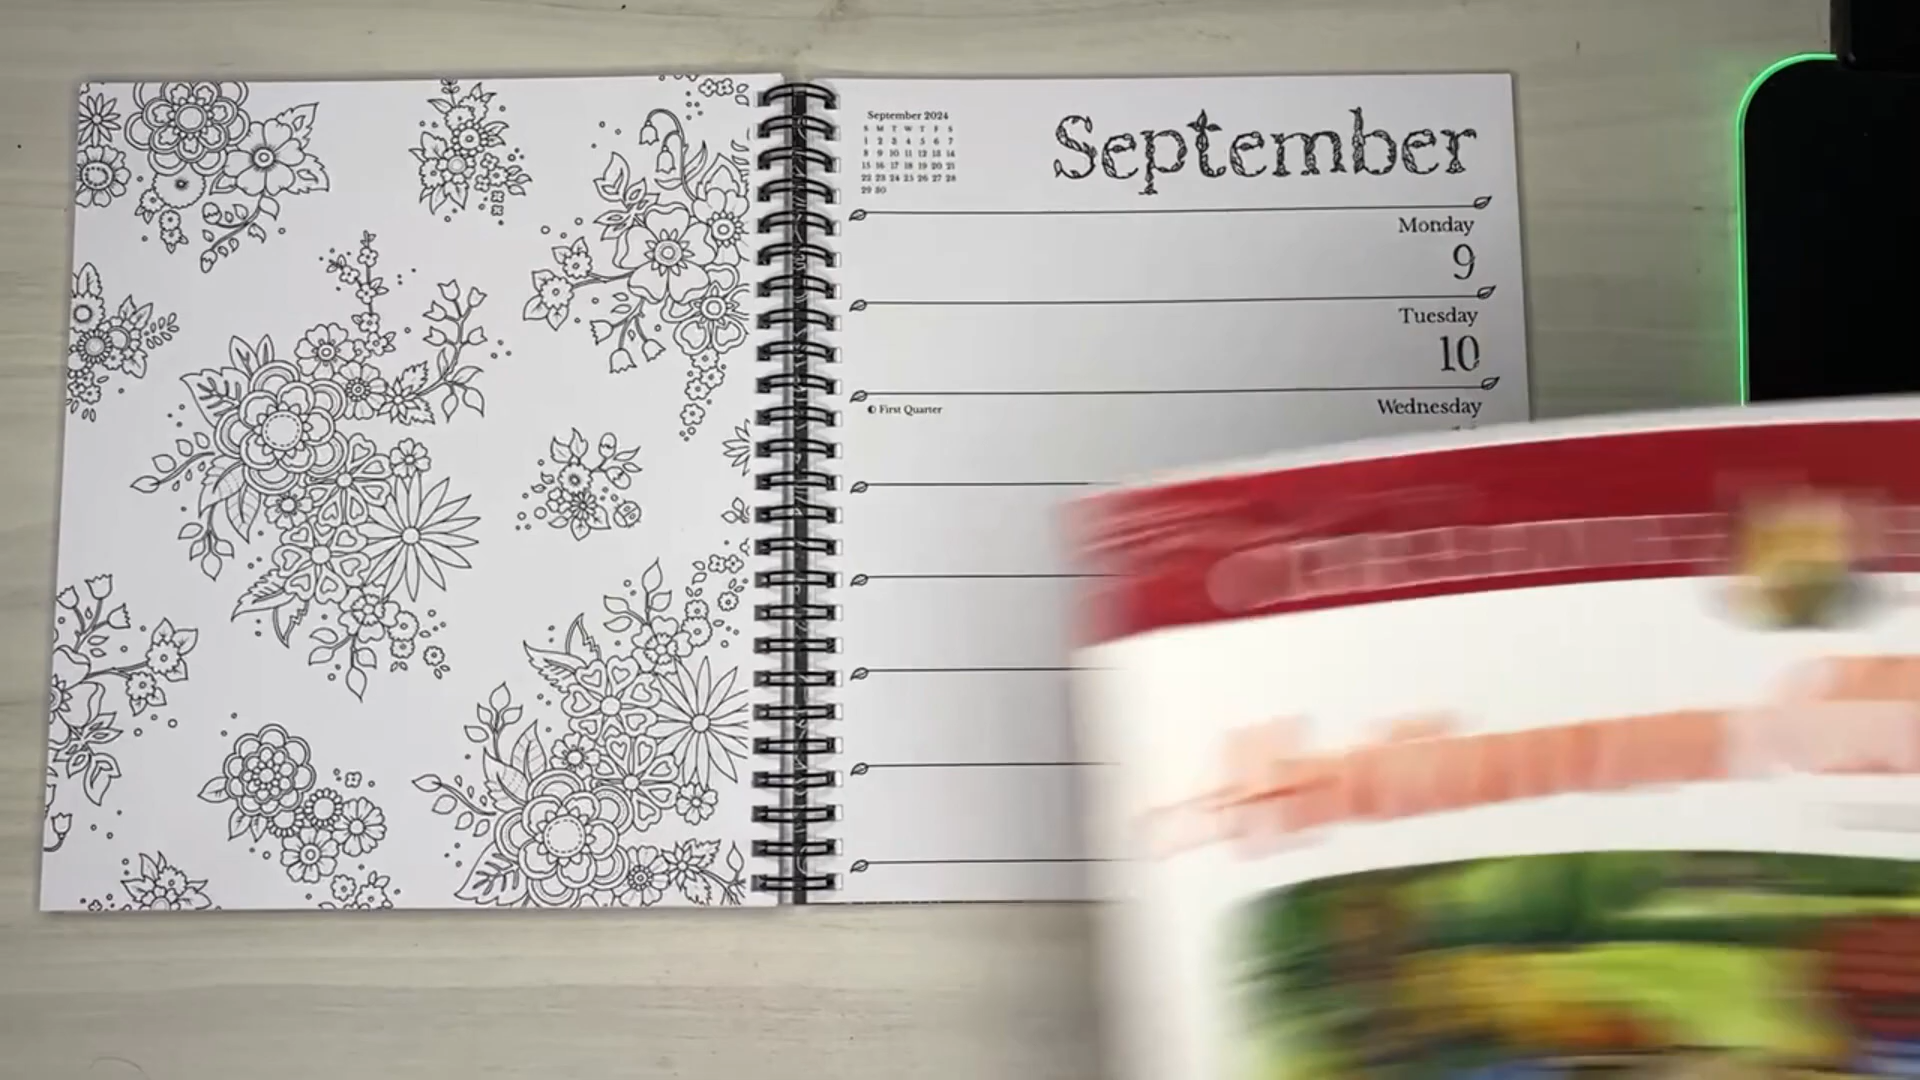 September 2024
S M T W T F S
1 2 3 4 5 6 7
8 9 10 11 12 13 14
15 16 17 18 19 20 21
22 23 24 25 26 27 28
29 30
September
Monday
9
Tuesday
10
Wednesday
First Quarter